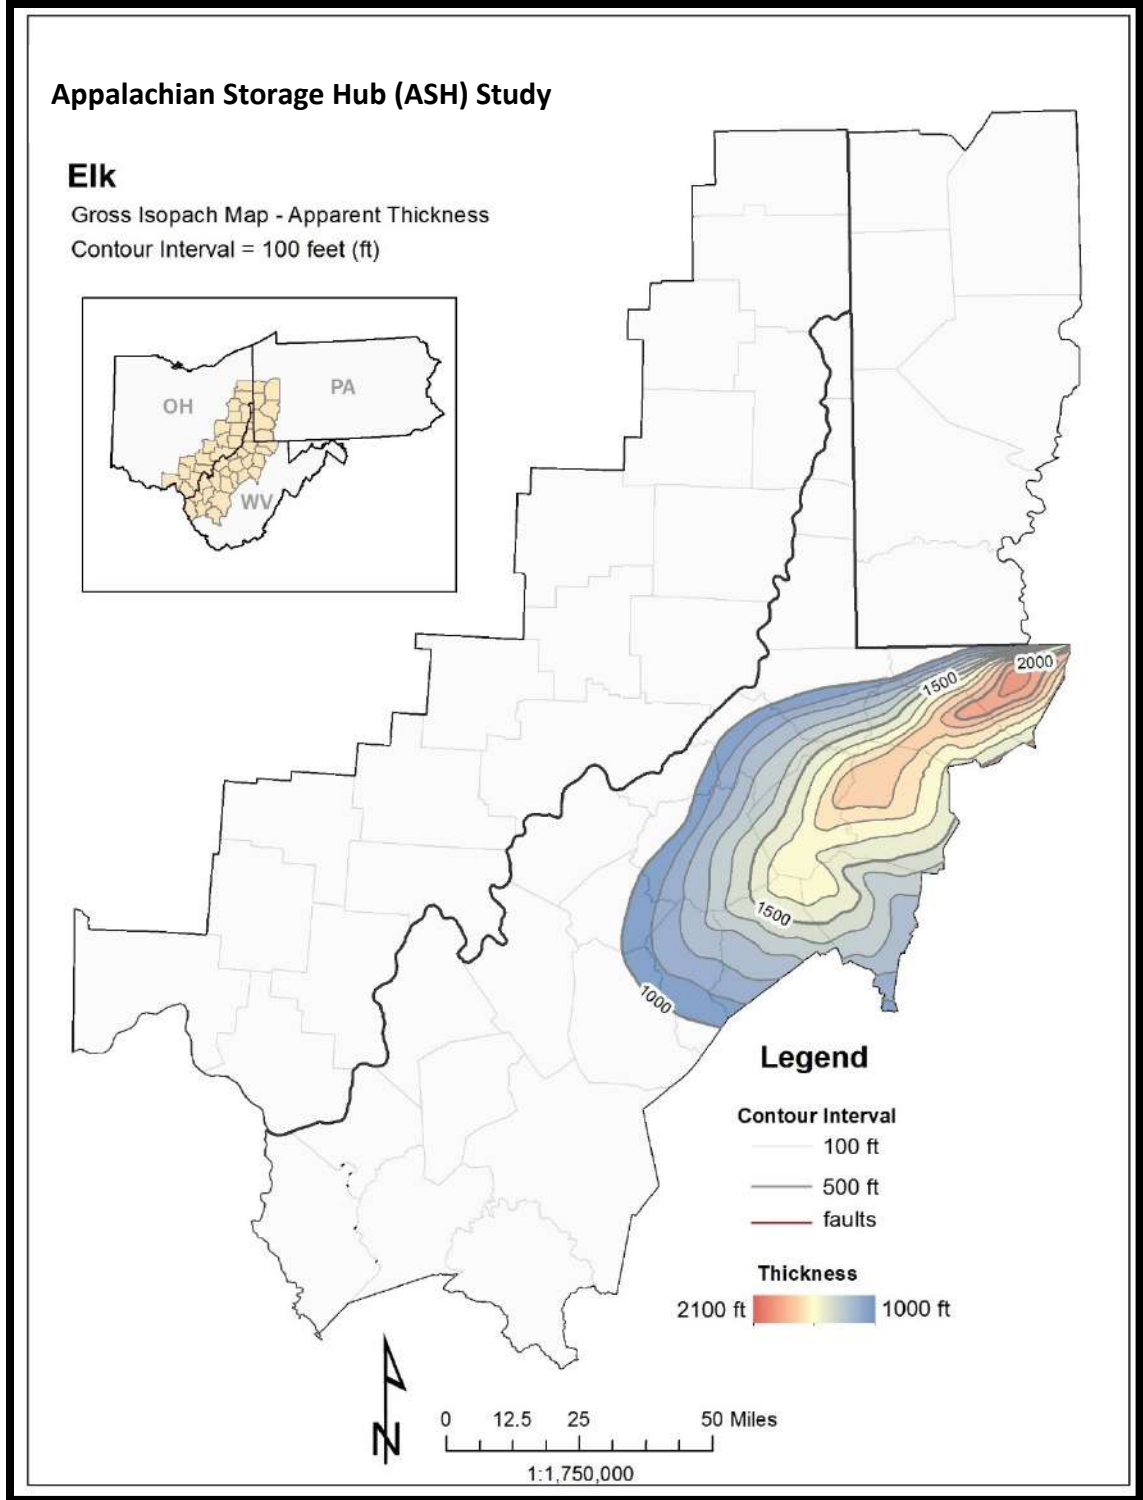 Appalachian Storage Hub (ASH) Study
Elk
Gross Isopach Map - Apparent Thickness
Contour Interval = 100 feet (ft)
OH
PA
WV
2000
1500
1500
1000
Legend
Contour Interval
100 ft
500 ft
faults
Thickness
2100 ft 1000 ft
N
0 12.5 25 50 Miles
1:1,750,000